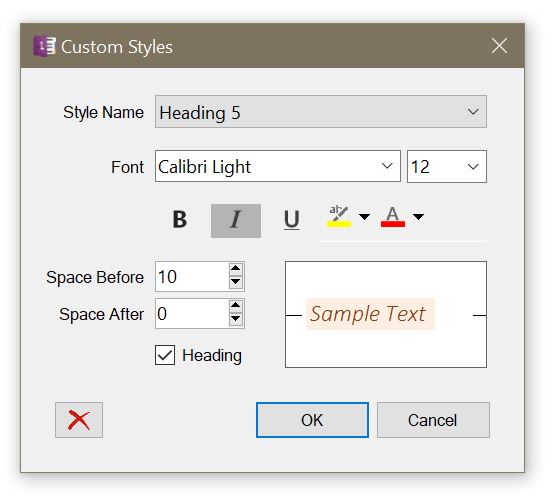 Custom Styles
Style Name Heading 5
Font Calibri Light 12
B I U ab A
Space Before 10
Space After 0
Sample Text
Heading
OK Cancel